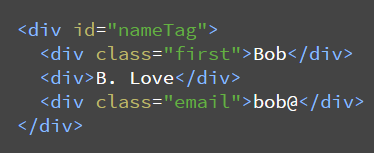 <div id="nameTag">
  <div class="first">Bob</div>
  <div>B. Love</div>
  <div class="email">bob@</div>
</div>